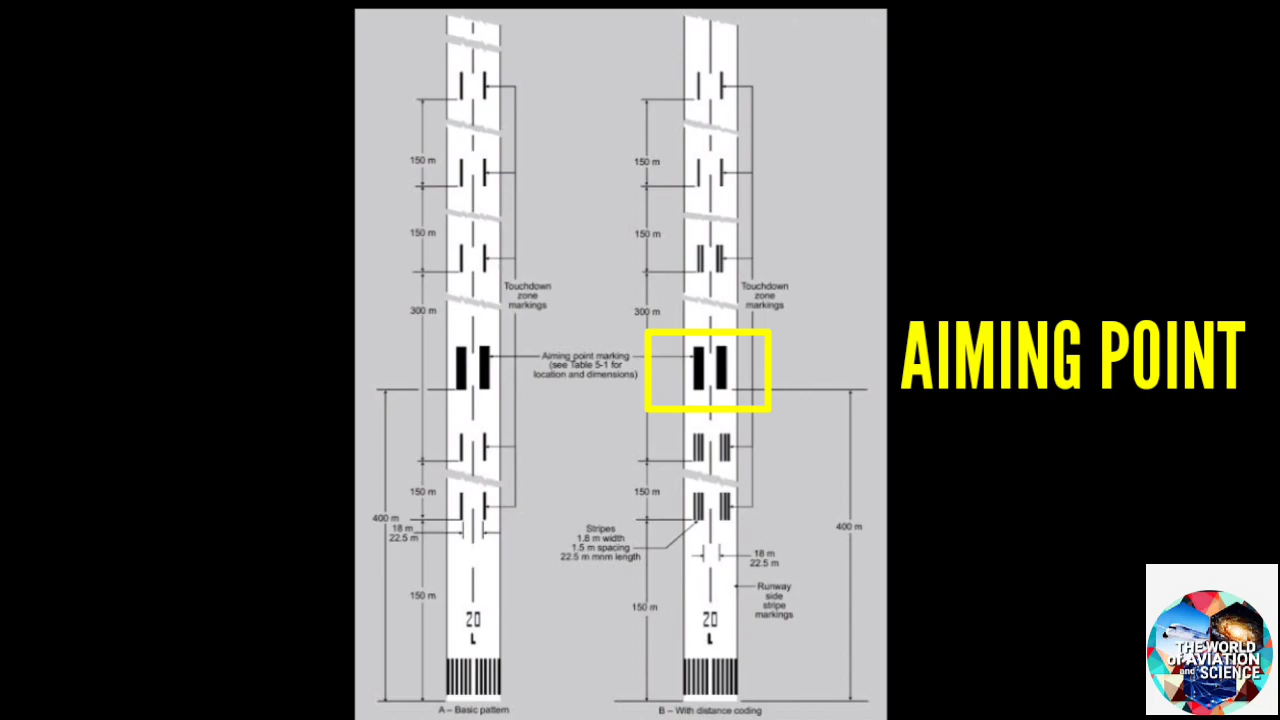 150 m
150 m
150 m
150 m
Touchdown
zone
markings
Touchdown
zone
markings
300 m
300 m
Aiming point marking
(see Table 5-1 for
location and dimensions)
AIMING POINT
150 m
150 m
400 m
18 m
22.5 m
Stripes
1.8 m width
1.5 m spacing
22.5 m mnm length
400 m
18 m
22.5 m
150 m
150 m
Runway
side
stripe
markings
20
L
20
L
A – Basic pattern
B – With distance coding
THE WORLD
of AVIATION
and SCIENCE